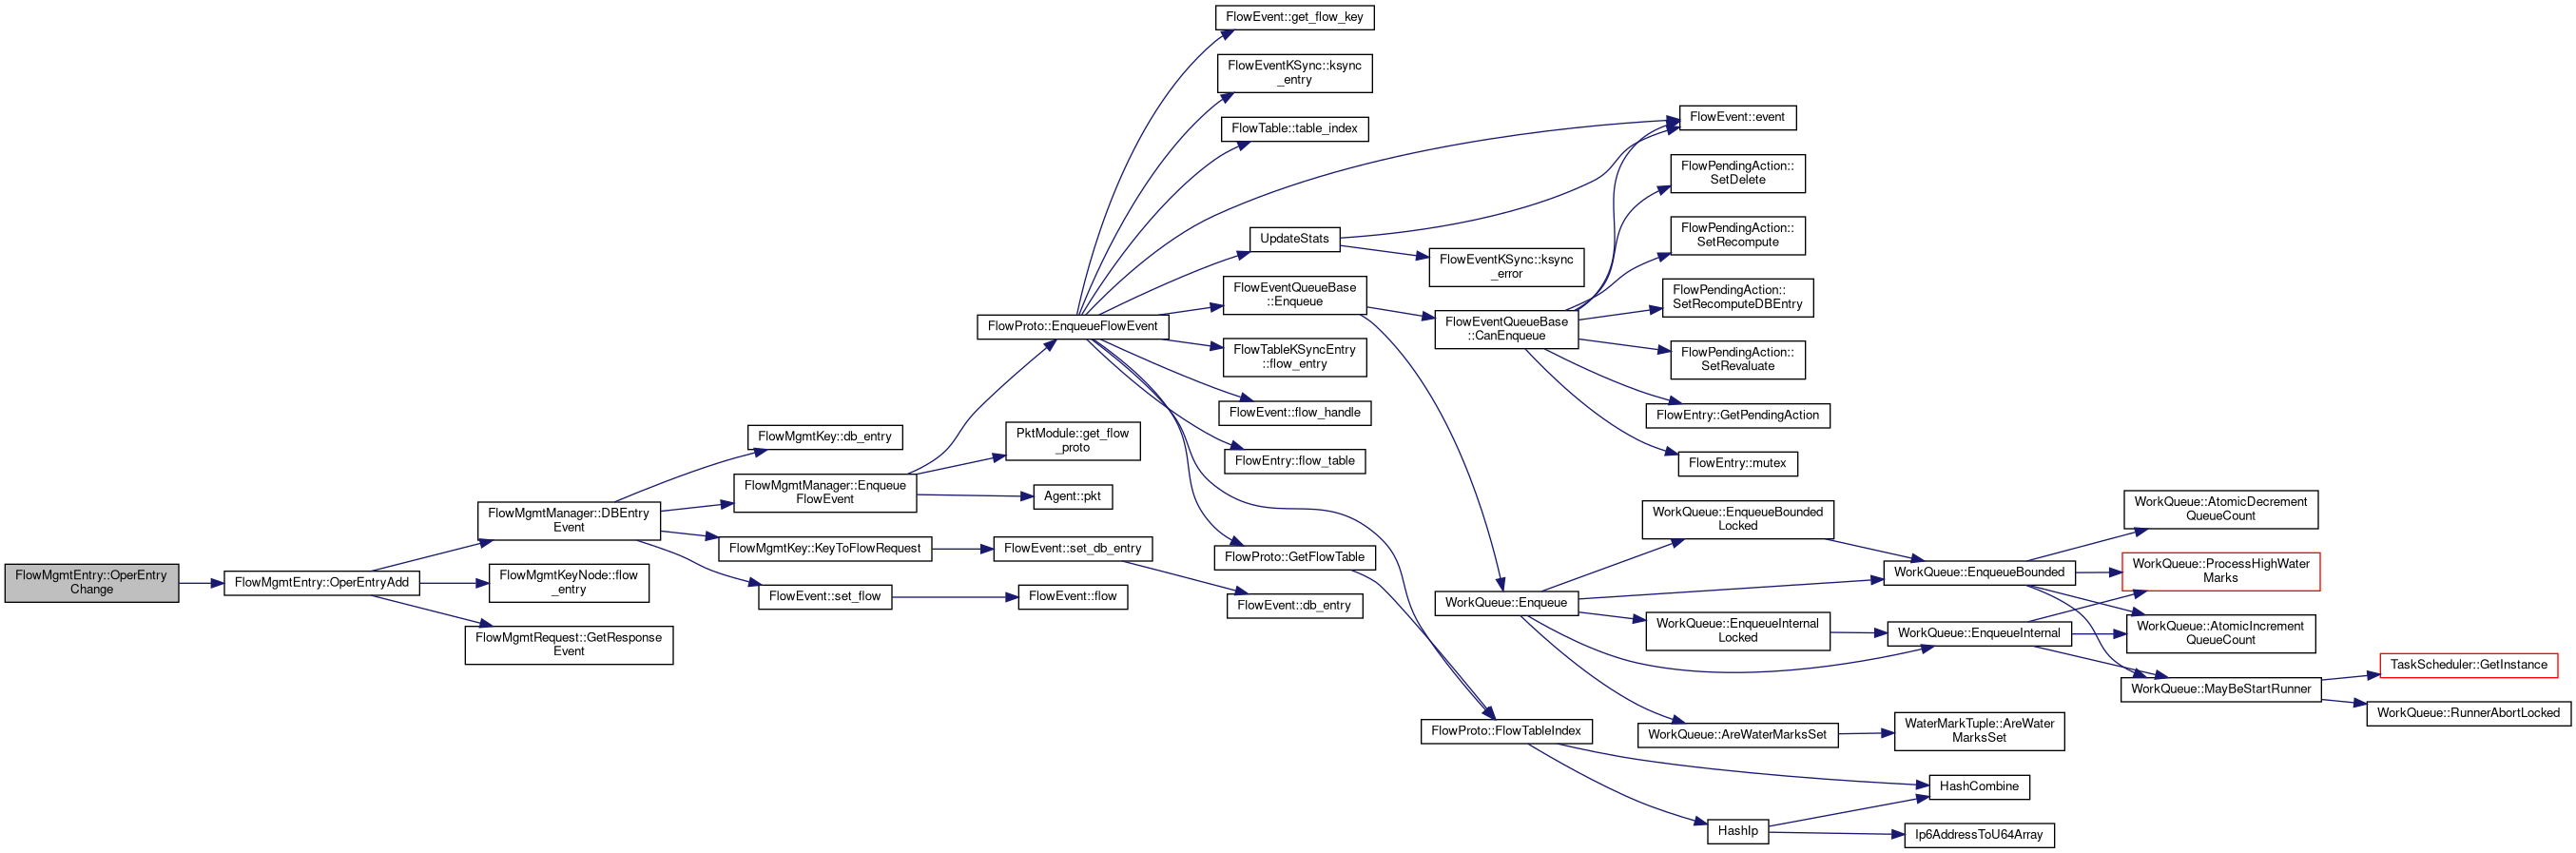 FlowMgmtEntry::OperEntry
Change
FlowMgmtEntry::OperEntryAdd
FlowMgmtManager::DBEntry
Event
FlowMgmtKeyNode::flow
_entry
FlowMgmtRequest::GetResponse
Event
FlowMgmtKey::db_entry
FlowMgmtManager::Enqueue
FlowEvent
FlowMgmtKey::KeyToFlowRequest
FlowEvent::set_flow
FlowProto::EnqueueFlowEvent
PktModule::get_flow
_proto
Agent::pkt
FlowEvent::set_db_entry
FlowEvent::flow
FlowEvent::get_flow_key
FlowEventKSync::ksync
_entry
FlowTable::table_index
UpdateStats
FlowEventQueueBase
::Enqueue
FlowTableKSyncEntry
::flow_entry
FlowEvent::flow_handle
FlowEntry::flow_table
FlowProto::GetFlowTable
FlowEvent::db_entry
FlowEventKSync::ksync
_error
FlowEventQueueBase
::CanEnqueue
WorkQueue::Enqueue
FlowProto::FlowTableIndex
FlowEvent::event
FlowPendingAction::
SetDelete
FlowPendingAction::
SetRecompute
FlowPendingAction::
SetRecomputeDBEntry
FlowPendingAction::
SetRevaluate
FlowEntry::GetPendingAction
FlowEntry::mutex
WorkQueue::EnqueueBounded
Locked
WorkQueue::EnqueueInternal
Locked
WorkQueue::AreWaterMarksSet
HashIp
WorkQueue::EnqueueBounded
WorkQueue::EnqueueInternal
WaterMarkTuple::AreWater
MarksSet
HashCombine
Ip6AddressToU64Array
WorkQueue::AtomicDecrement
QueueCount
WorkQueue::ProcessHighWater
Marks
WorkQueue::AtomicIncrement
QueueCount
WorkQueue::MayBeStartRunner
TaskScheduler::GetInstance
WorkQueue::RunnerAbortLocked